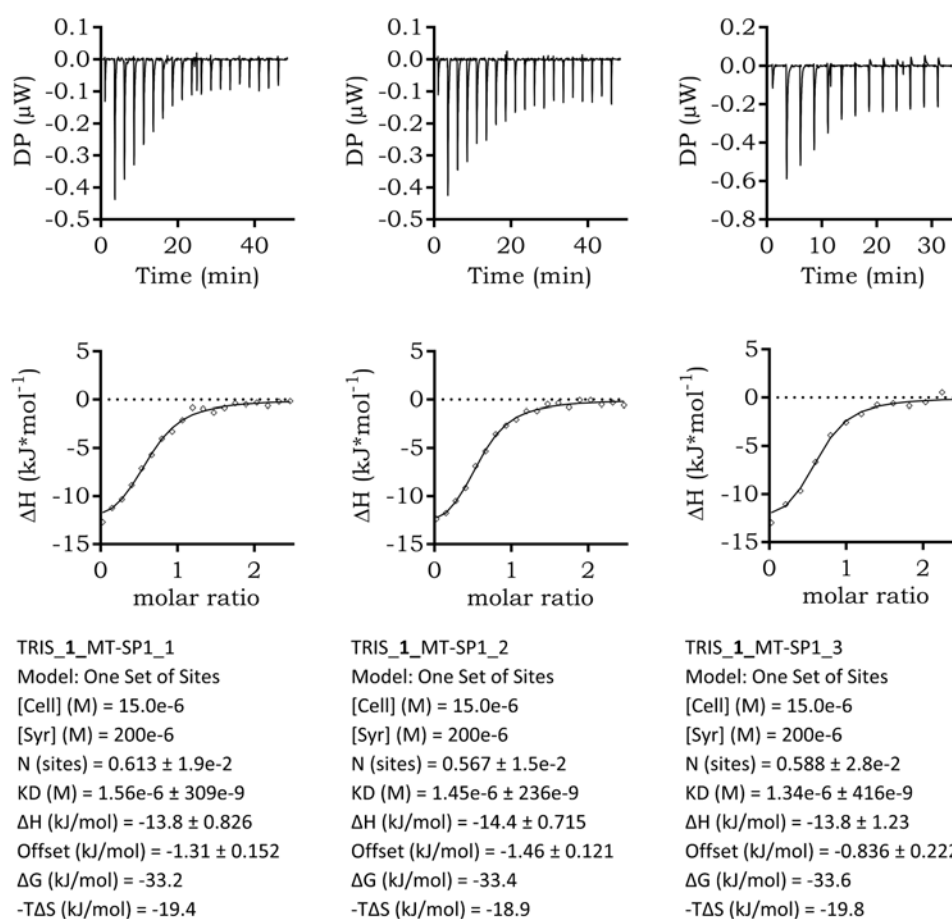 0.1
0.0
-0.1
-0.2
-0.3
-0.4
-0.5
DP (µW)
0 20 40
Time (min)
0.1
0.0
-0.1
-0.2
-0.3
-0.4
-0.5
DP (µW)
0 20 40
Time (min)
0.2
0.0
-0.2
-0.4
-0.6
-0.8
DP (µW)
0 10 20 30
Time (min)
5
0
-5
-10
-15
ΔH (kJ*mol⁻¹)
0 1 2
molar ratio
5
0
-5
-10
-15
ΔH (kJ*mol⁻¹)
0 1 2
molar ratio
5
0
-5
-10
-15
ΔH (kJ*mol⁻¹)
0 1 2
molar ratio
TRIS_1_MT-SP1_1
Model: One Set of Sites
[Cell] (M) = 15.0e-6
[Syr] (M) = 200e-6
N (sites) = 0.613 ± 1.9e-2
KD (M) = 1.56e-6 ± 309e-9
ΔH (kJ/mol) = -13.8 ± 0.826
Offset (kJ/mol) = -1.31 ± 0.152
ΔG (kJ/mol) = -33.2
-TΔS (kJ/mol) = -19.4
TRIS_1_MT-SP1_2
Model: One Set of Sites
[Cell] (M) = 15.0e-6
[Syr] (M) = 200e-6
N (sites) = 0.567 ± 1.5e-2
KD (M) = 1.45e-6 ± 236e-9
ΔH (kJ/mol) = -14.4 ± 0.715
Offset (kJ/mol) = -1.46 ± 0.121
ΔG (kJ/mol) = -33.4
-TΔS (kJ/mol) = -18.9
TRIS_1_MT-SP1_3
Model: One Set of Sites
[Cell] (M) = 15.0e-6
[Syr] (M) = 200e-6
N (sites) = 0.588 ± 2.8e-2
KD (M) = 1.34e-6 ± 416e-9
ΔH (kJ/mol) = -13.8 ± 1.23
Offset (kJ/mol) = -0.836 ± 0.222
ΔG (kJ/mol) = -33.6
-TΔS (kJ/mol) = -19.8